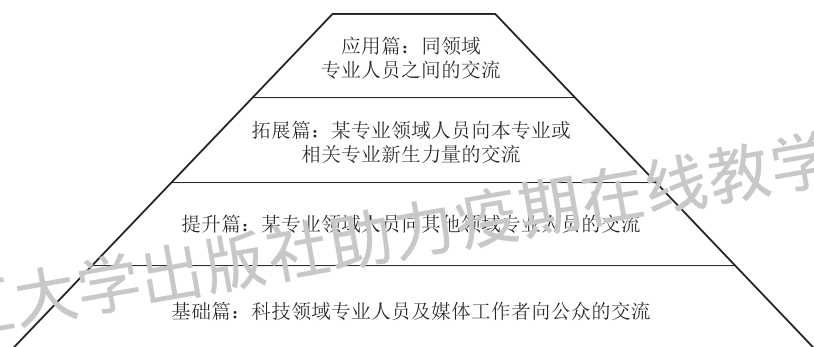 应用篇：同领域
专业人员之间的交流
拓展篇：某专业领域人员向本专业或
相关专业新生力量的交流
提升篇：某专业领域人员向其他领域专业人员的交流
基础篇：科技领域专业人员及媒体工作者向公众的交流
工大学出版社助力疫期在线教学